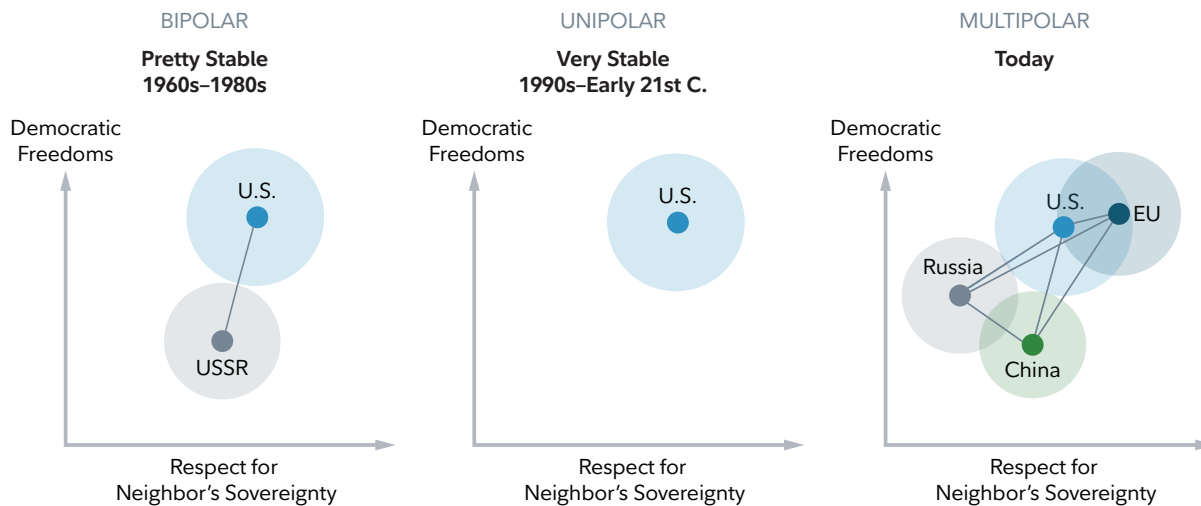 BIPOLAR
Pretty Stable
1960s–1980s
Democratic
Freedoms
U.S.
USSR
Respect for
Neighbor's Sovereignty
UNIPOLAR
Very Stable
1990s–Early 21st C.
Democratic
Freedoms
U.S.
Respect for
Neighbor's Sovereignty
MULTIPOLAR
Today
Democratic
Freedoms
U.S.
EU
Russia
China
Respect for
Neighbor's Sovereignty